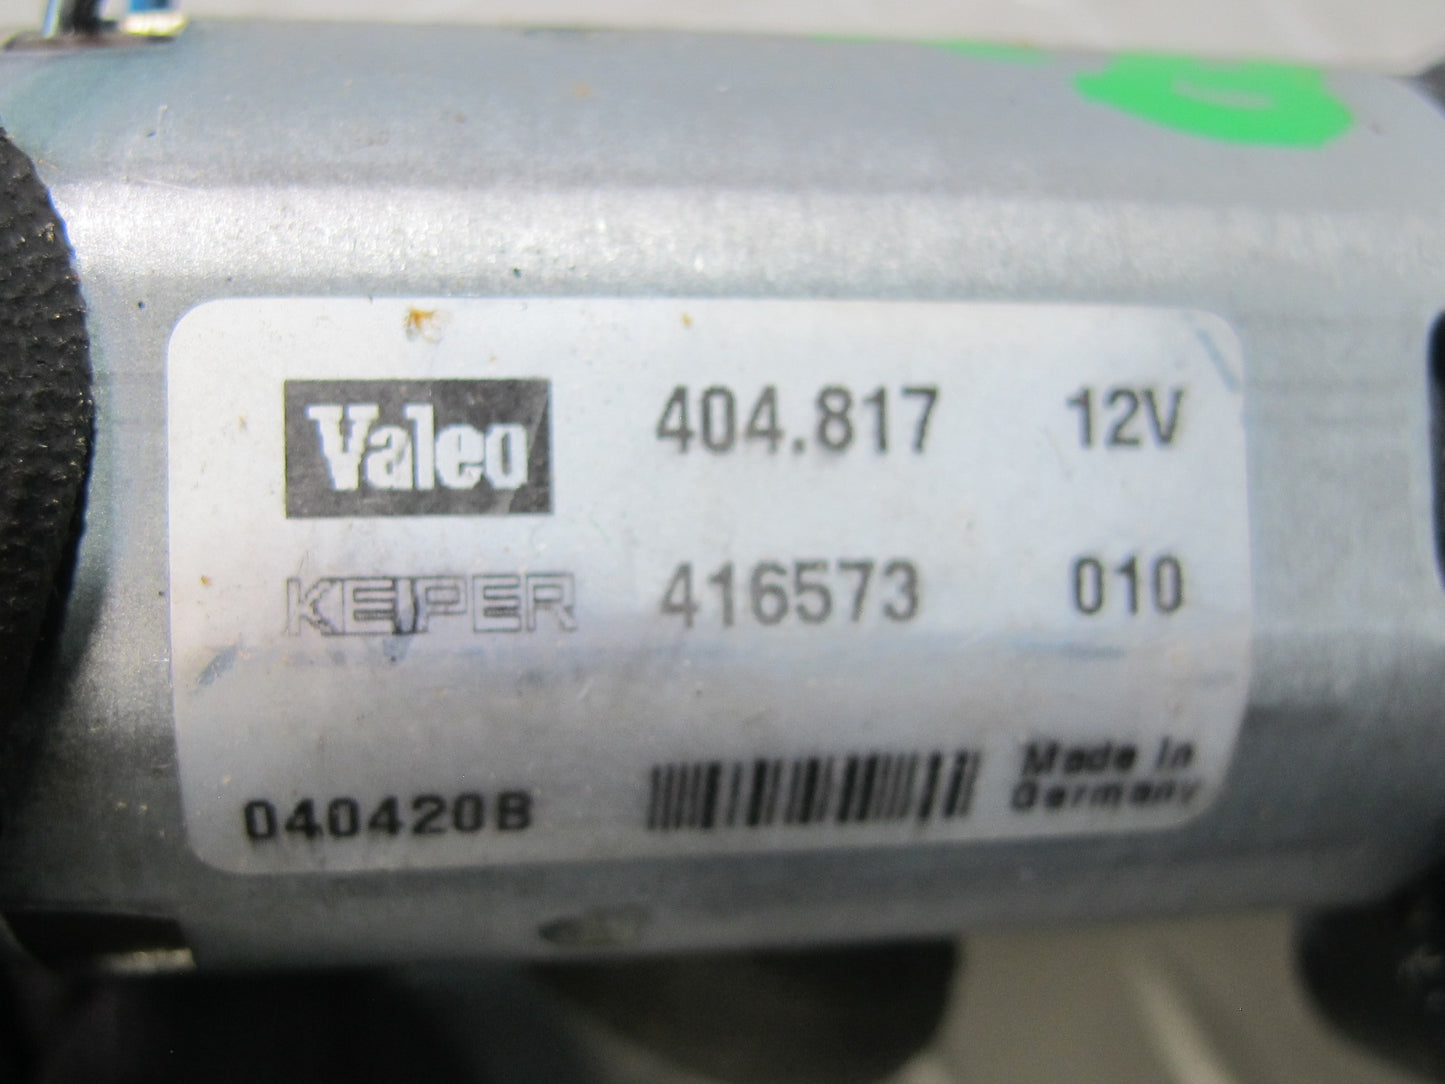 Valeo 404.817 12V
KEIPER 416573 010
040420B Made in
Germany